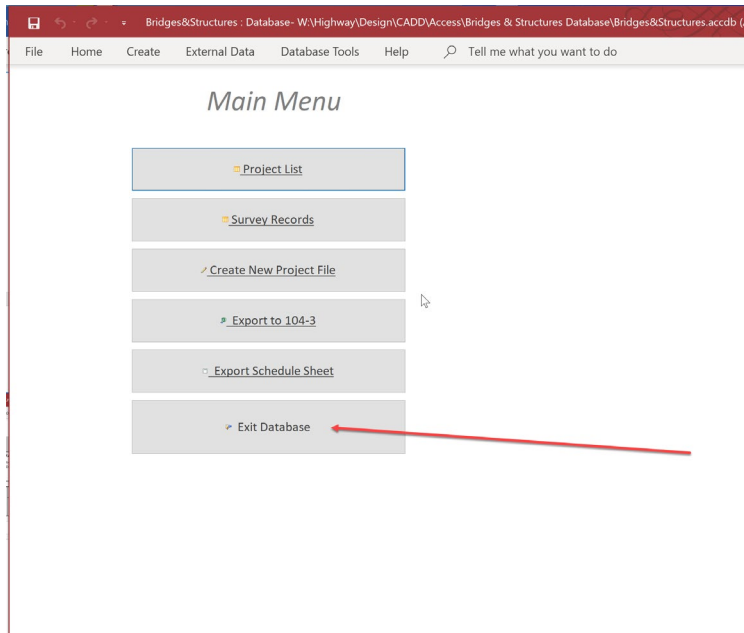 Bridges&Structures : Database- W:\Highway\Design\CADD\Access\Bridges & Structures Database\Bridges&Structures.accdb (
File Home Create External Data Database Tools Help Tell me what you want to do
Main Menu
Project List
Survey Records
Create New Project File
Export to 104-3
Export Schedule Sheet
Exit Database